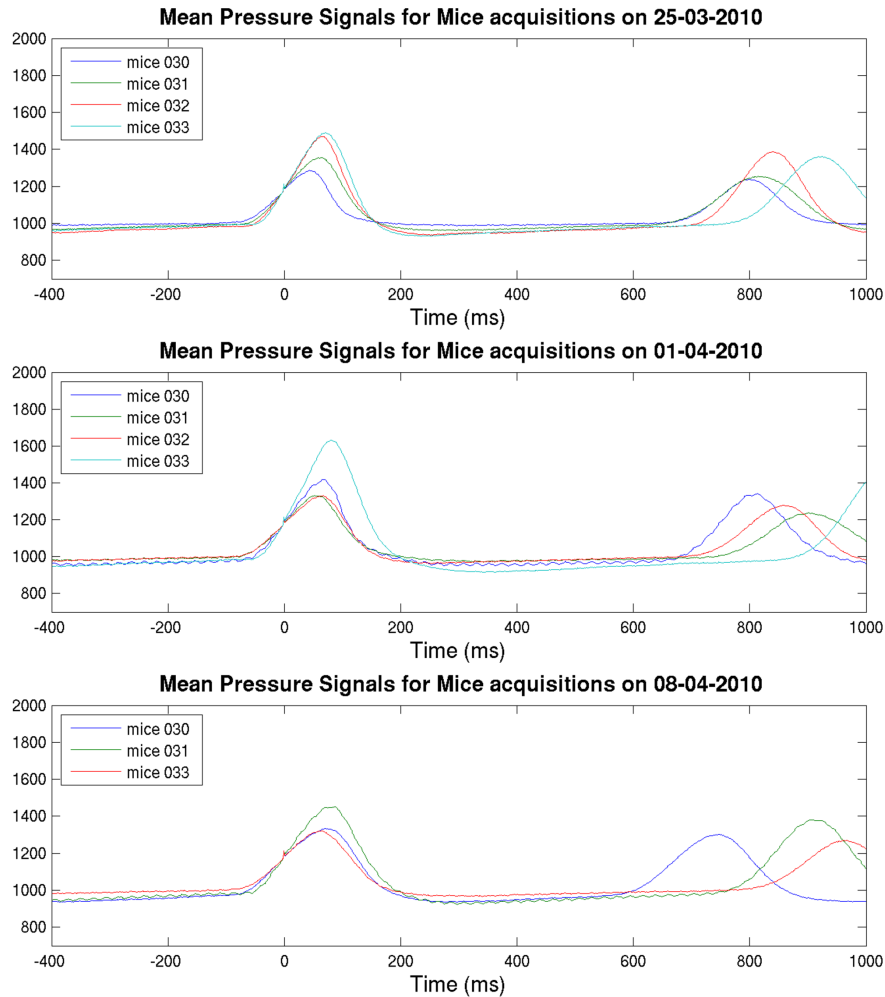 Mean Pressure Signals for Mice acquisitions on 25-03-2010
2000
1800
1600
1400
1200
1000
800
mice 030
mice 031
mice 032
mice 033
-400 -200 0 200 400 600 800 1000
Time (ms)
Mean Pressure Signals for Mice acquisitions on 01-04-2010
2000
1800
1600
1400
1200
1000
800
mice 030
mice 031
mice 032
mice 033
-400 -200 0 200 400 600 800 1000
Time (ms)
Mean Pressure Signals for Mice acquisitions on 08-04-2010
2000
1800
1600
1400
1200
1000
800
mice 030
mice 031
mice 033
-400 -200 0 200 400 600 800 1000
Time (ms)